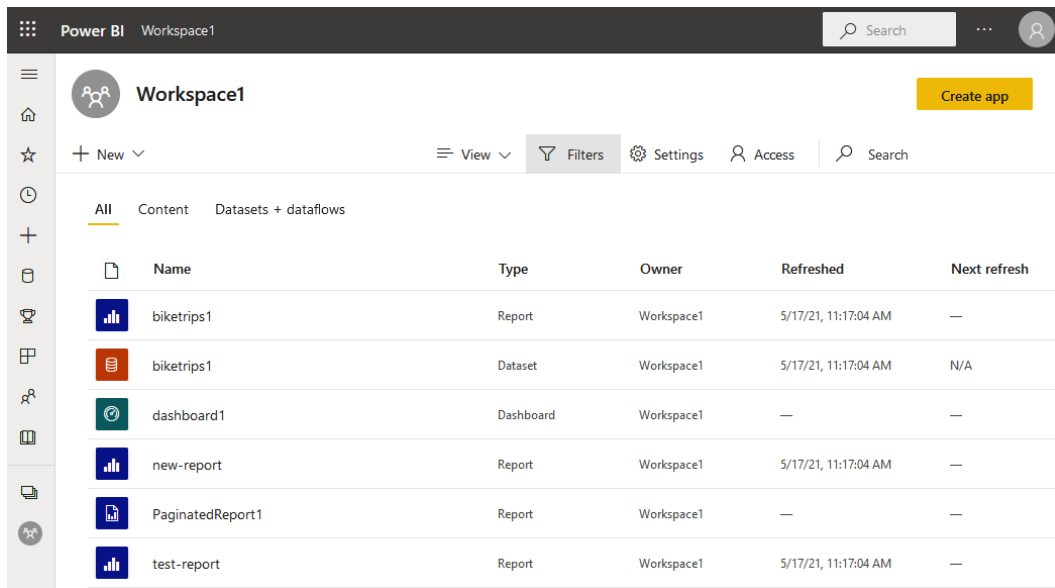 Power BI Workspace1 Search ...
Workspace1 Create app
New View Filters Settings Access Search
All Content Datasets + dataflows
Name Type Owner Refreshed Next refresh
biketrips1 Report Workspace1 5/17/21, 11:17:04 AM —
biketrips1 Dataset Workspace1 5/17/21, 11:17:04 AM N/A
dashboard1 Dashboard Workspace1 — —
new-report Report Workspace1 5/17/21, 11:17:04 AM —
PaginatedReport1 Report Workspace1 — —
test-report Report Workspace1 5/17/21, 11:17:04 AM —